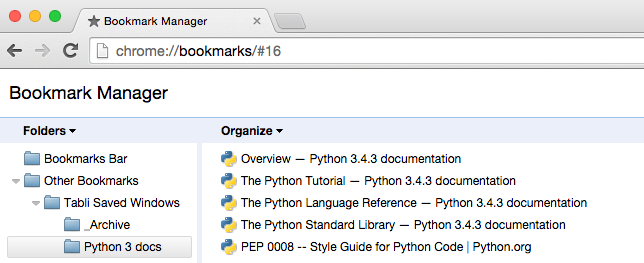 Bookmark Manager
chrome://bookmarks/#16
Bookmark Manager
Folders
Organize
Bookmarks Bar
Other Bookmarks
Tabli Saved Windows
_Archive
Python 3 docs
Overview — Python 3.4.3 documentation
The Python Tutorial — Python 3.4.3 documentation
The Python Language Reference — Python 3.4.3 documentation
The Python Standard Library — Python 3.4.3 documentation
PEP 0008 -- Style Guide for Python Code | Python.org